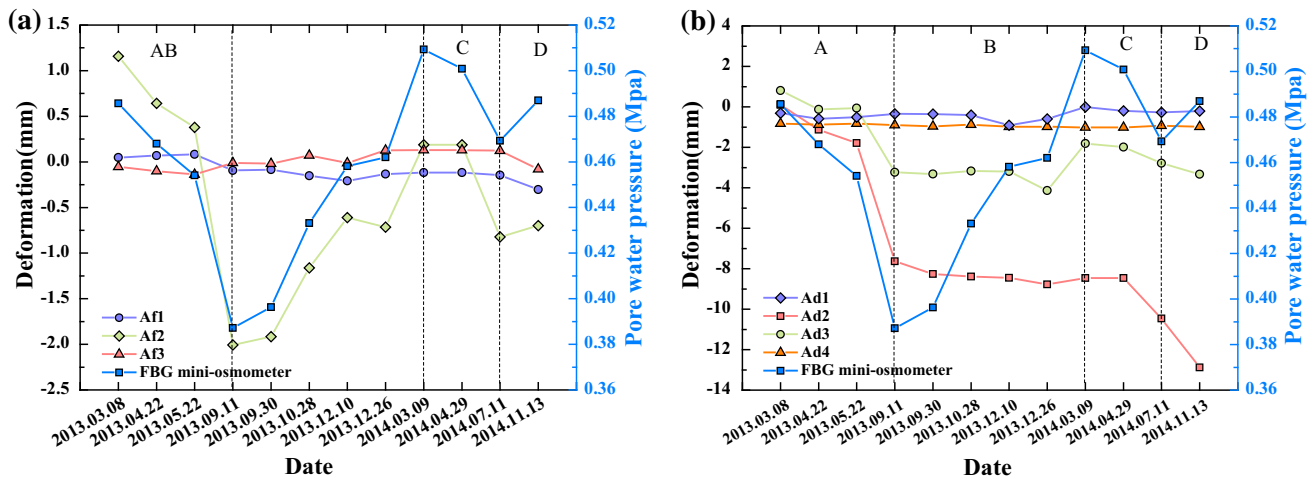 (a)
AB
C
D
1.5
1.0
0.5
0.0
-0.5
-1.0
-1.5
-2.0
-2.5
Deformation(mm)
0.52
0.50
0.48
0.46
0.44
0.42
0.40
0.38
0.36
Pore water pressure (Mpa)
Af1
Af2
Af3
FBG mini-osmometer
2013.03.08
2013.04.22
2013.05.22
2013.09.11
2013.09.30
2013.10.28
2013.12.10
2013.12.26
2014.03.09
2014.04.29
2014.07.11
2014.11.13
Date
(b)
A
B
C
D
4
2
0
-2
-4
-6
-8
-10
-12
-14
Deformation(mm)
0.52
0.50
0.48
0.46
0.44
0.42
0.40
0.38
0.36
Pore water pressure (Mpa)
Ad1
Ad2
Ad3
Ad4
FBG mini-osmometer
2013.03.08
2013.04.22
2013.05.22
2013.09.11
2013.09.30
2013.10.28
2013.12.10
2013.12.26
2014.03.09
2014.04.29
2014.07.11
2014.11.13
Date